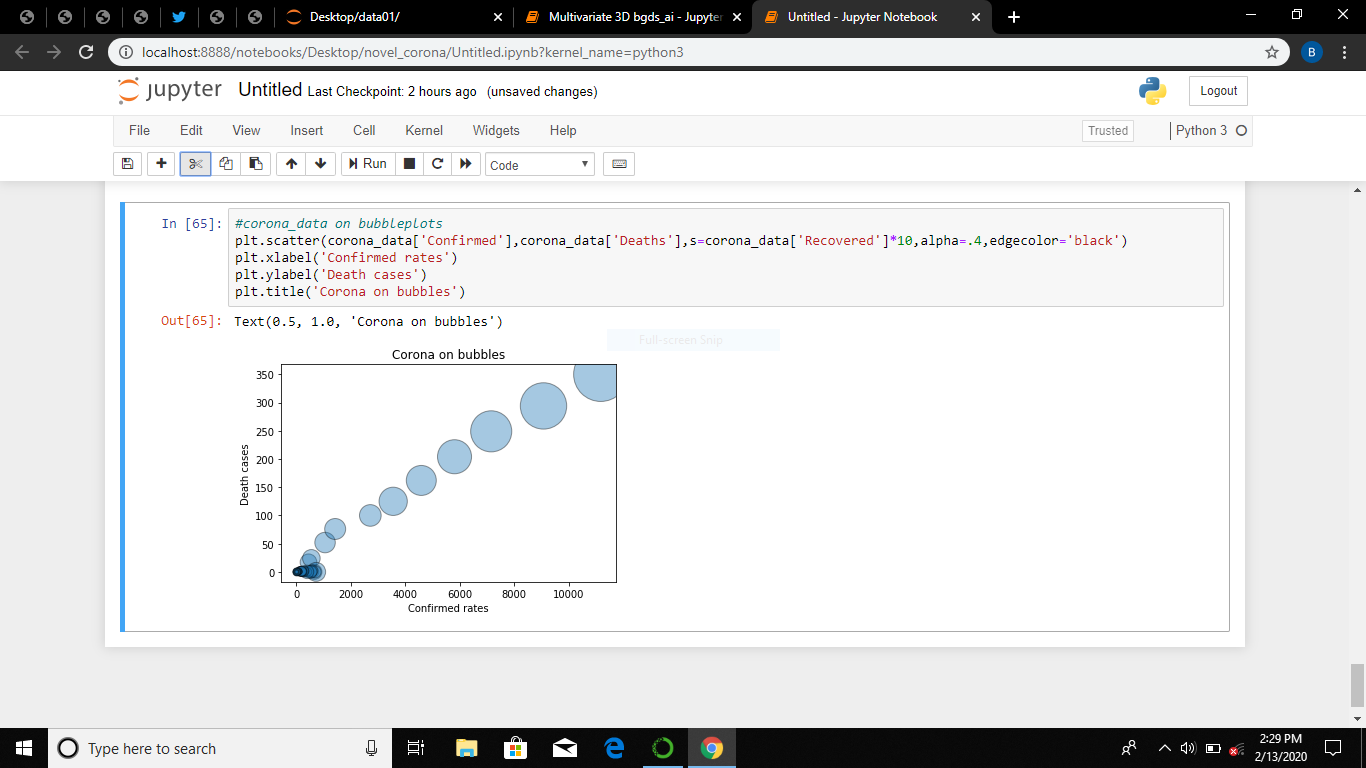 Desktop/data01/
Multivariate 3D bgds_ai - Jupyter
Untitled - Jupyter Notebook
localhost:8888/notebooks/Desktop/novel_corona/Untitled.ipynb?kernel_name=python3
B
jupyter Untitled Last Checkpoint: 2 hours ago (unsaved changes)
Logout
File Edit View Insert Cell Kernel Widgets Help
Trusted
Python 3
Run
Code
In [65]:
#corona_data on bubbleplots
plt.scatter(corona_data['Confirmed'],corona_data['Deaths'],s=corona_data['Recovered']*10,alpha=.4,edgecolor='black')
plt.xlabel('Confirmed rates')
plt.ylabel('Death cases')
plt.title('Corona on bubbles')
Out[65]: Text(0.5, 1.0, 'Corona on bubbles')
Full-screen Snip
Corona on bubbles
350
300
250
200
150
100
50
0
Death cases
0 2000 4000 6000 8000 10000
Confirmed rates
Type here to search
2:29 PM
2/13/2020